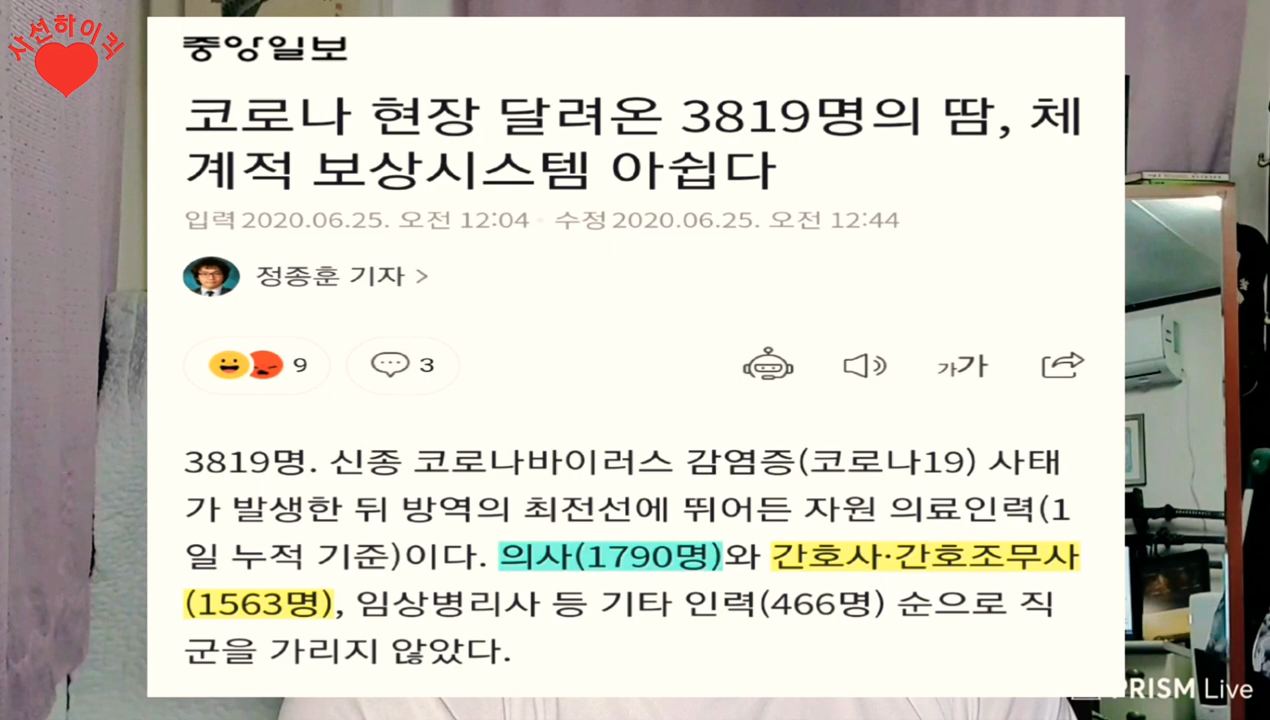 사선하이킥
중앙일보
코로나 현장 달려온 3819명의 땀, 체
계적 보상시스템 아쉽다
입력 2020.06.25. 오전 12:04 · 수정 2020.06.25. 오전 12:44
정종훈 기자 >
9
3
가가
3819명. 신종 코로나바이러스 감염증(코로나19) 사태
가 발생한 뒤 방역의 최전선에 뛰어든 자원 의료인력(1
일 누적 기준)이다. 의사(1790명)와 간호사·간호조무사
(1563명), 임상병리사 등 기타 인력(466명) 순으로 직
군을 가리지 않았다.
PRISM Live